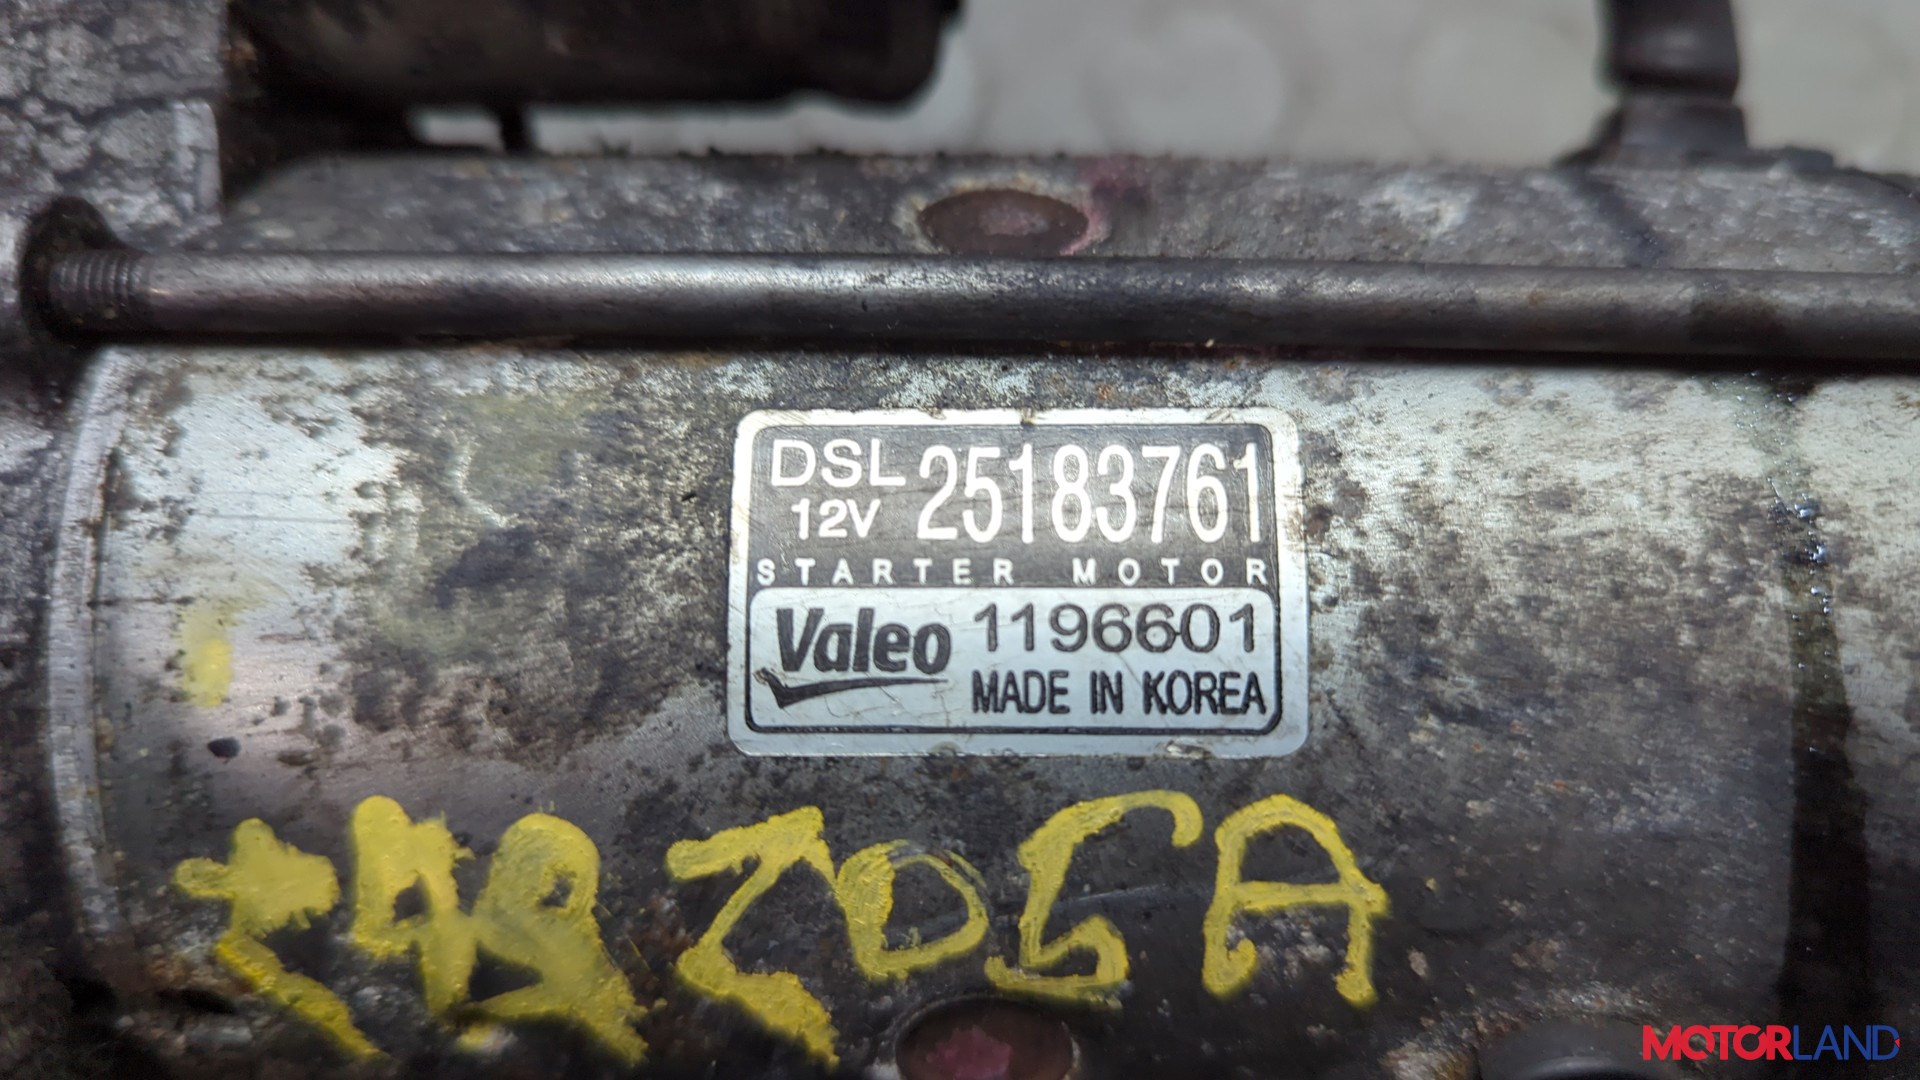 DSL 25183761
12V
STARTER MOTOR
Valeo 1196601
MADE IN KOREA
MOTORLAND